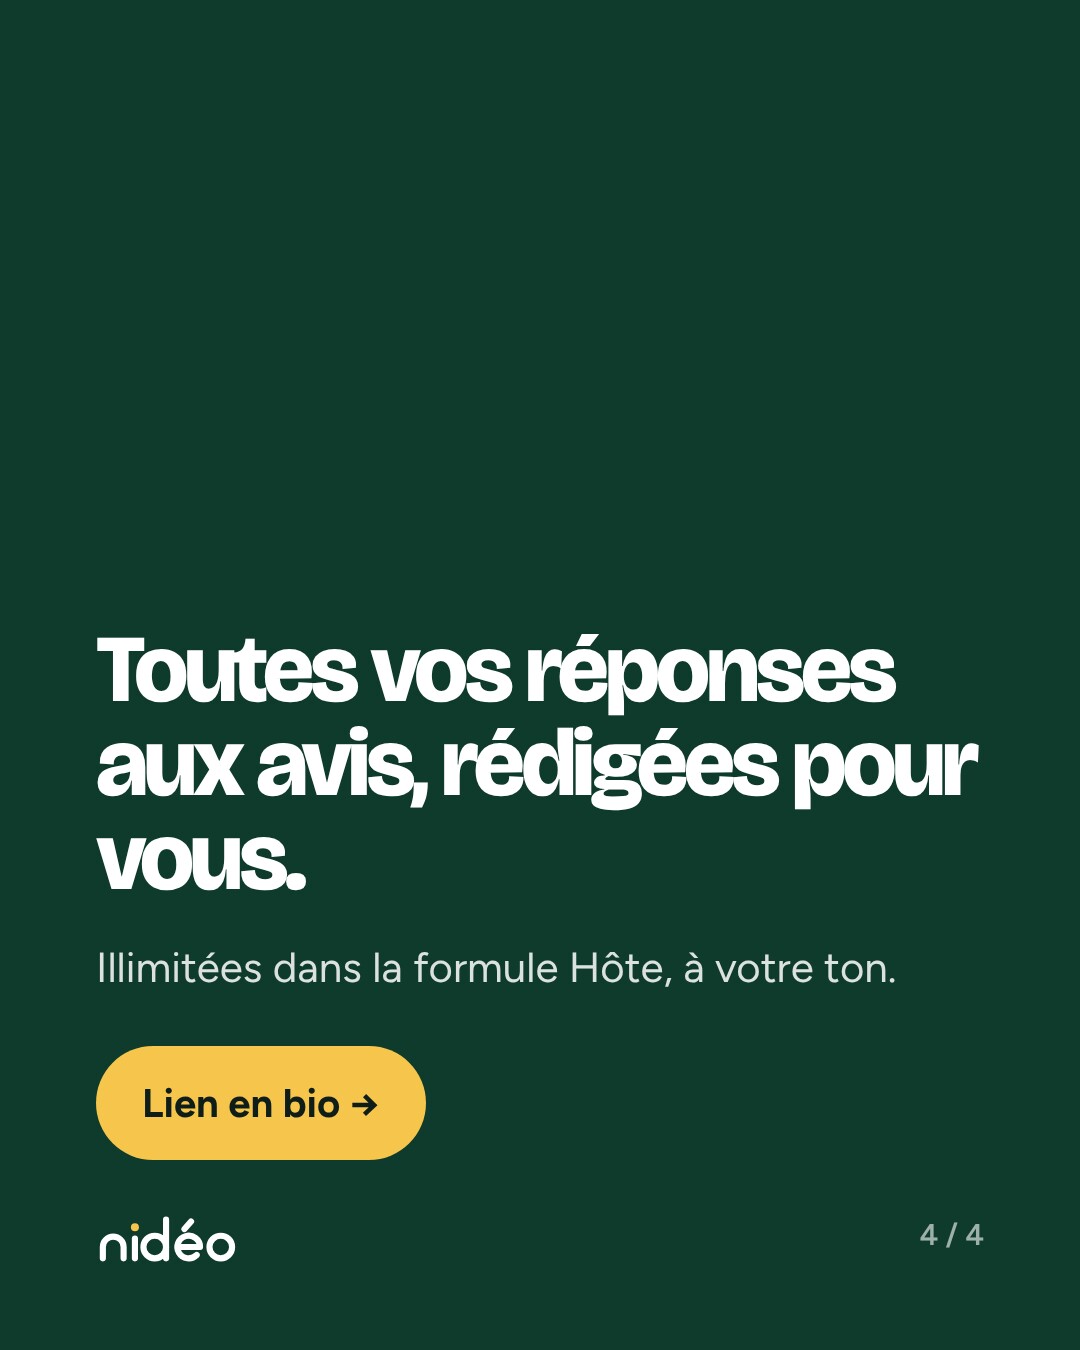 Toutes vos réponses
aux avis, rédigées pour
vous.
Illimitées dans la formule Hôte, à votre ton.
Lien en bio →
nidéo
4 / 4